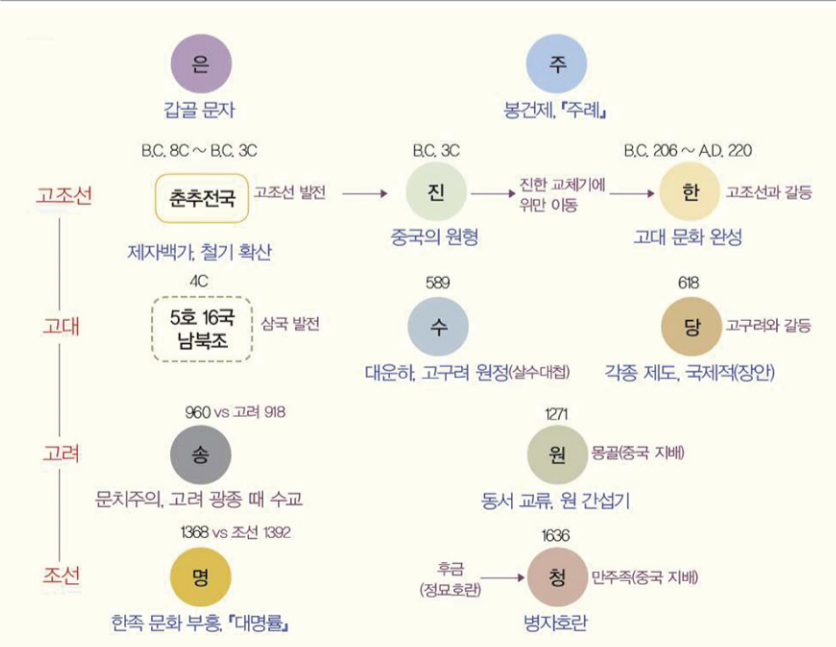 은
주
갑골 문자
봉건제, 『주례』
B.C. 8C ~ B.C. 3C
B.C. 3C
B.C. 206 ~ A.D. 220
고조선
춘추전국
고조선 발전
진
진한 교체기에
위만 이동
한
고조선과 갈등
제자백가, 철기 확산
중국의 원형
고대 문화 완성
4C
589
618
고대
5호 16국
남북조
삼국 발전
수
당
고구려와 갈등
대운하, 고구려 원정(살수대첩)
각종 제도, 국제적(장안)
960 vs 고려 918
1271
고려
송
원
몽골(중국 지배)
문치주의, 고려 광종 때 수교
동서 교류, 원 간섭기
1368 vs 조선 1392
1636
조선
명
후금
(정묘호란)
청
만주족(중국 지배)
한족 문화 부흥, 『대명률』
병자호란